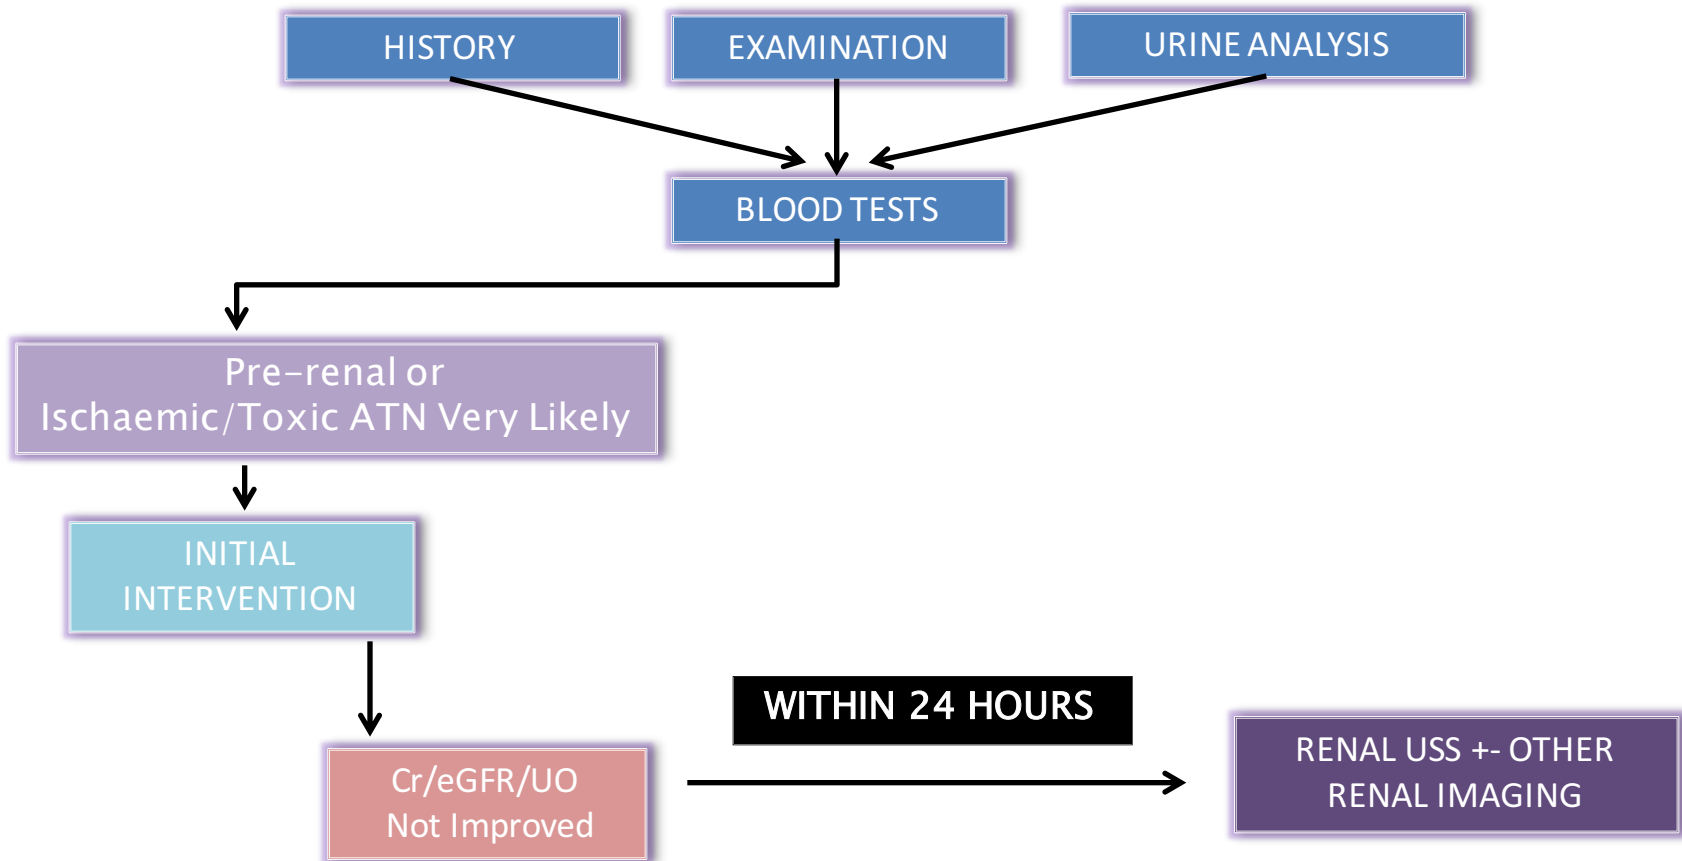 HISTORY
EXAMINATION
URINE ANALYSIS
BLOOD TESTS
Pre-renal or
Ischaemic/Toxic ATN Very Likely
INITIAL
INTERVENTION
WITHIN 24 HOURS
Cr/eGFR/UO
Not Improved
RENAL USS +- OTHER
RENAL IMAGING